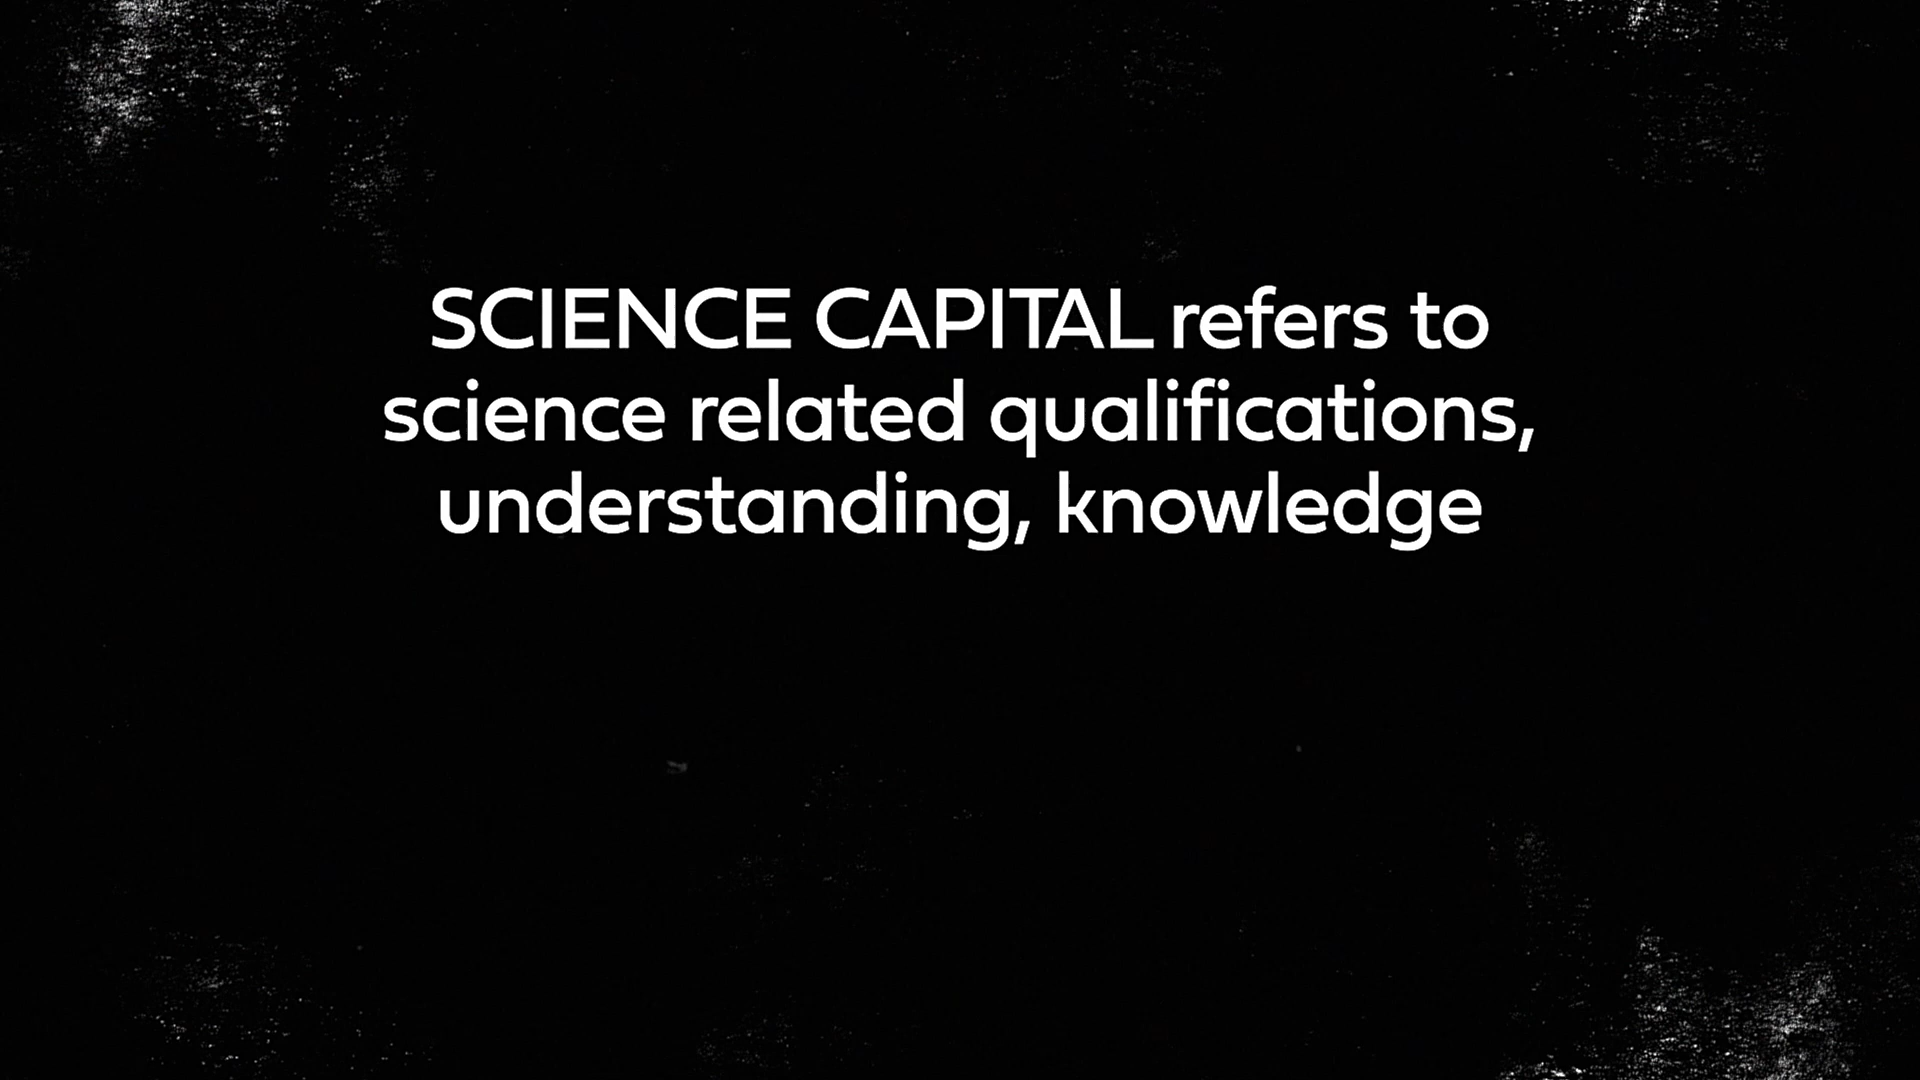 SCIENCE CAPITAL refers to
science related qualifications,
understanding, knowledge